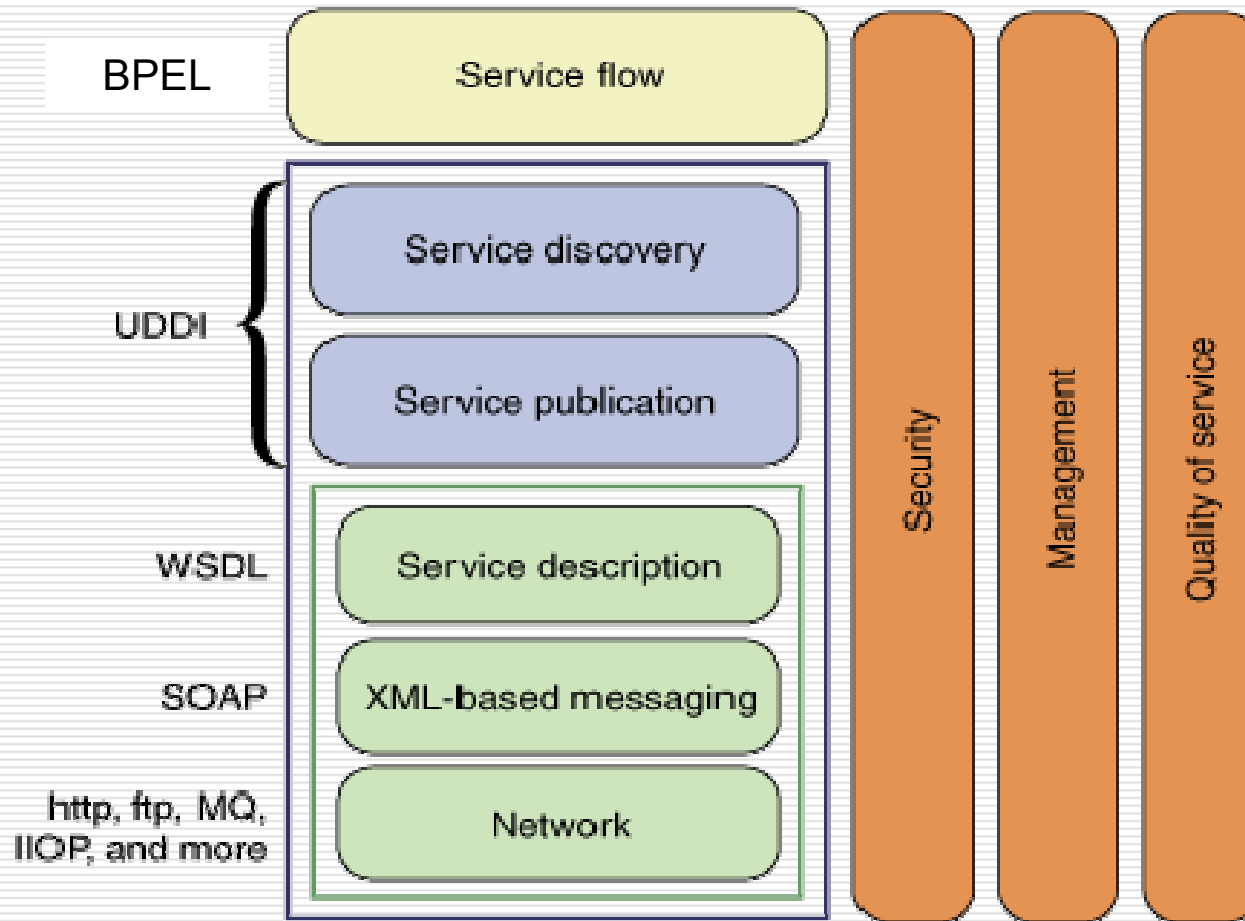 BPEL
Service flow
UDDI
Service discovery
Service publication
WSDL
Service description
SOAP
XML-based messaging
http, ftp, MQ,
IIOP, and more
Network
Security
Management
Quality of service